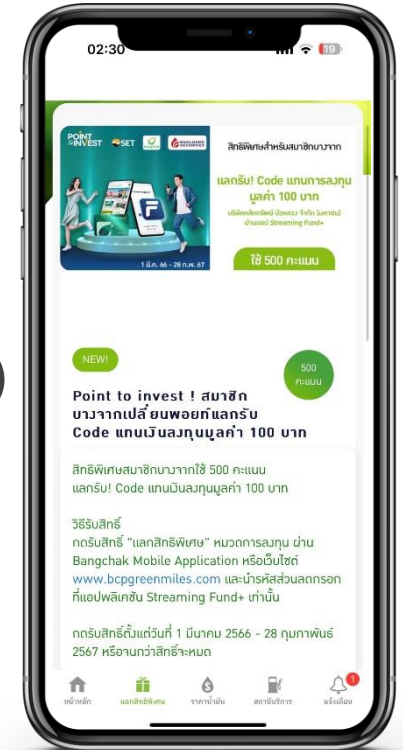 02:30
19
POINT
to INVEST
SET
BUALUANG
SECURITIES
สิทธิพิเศษสำหรับสมาชิกบางจาก
แลกรับ! Code แทนการลงทุน
มูลค่า 100 บาท
บริษัทหลักทรัพย์ บัวหลวง จำกัด (มหาชน)
ผ่านแอป Streaming Fund+
1 มี.ค. 66 - 28 ก.พ. 67
ใช้ 500 คะแนน
NEW!
500
คะแนน
Point to invest ! สมาชิก
บางจากเปลี่ยนพอยท์แลกรับ
Code แทนเงินลงทุนมูลค่า 100 บาท
สิทธิพิเศษสมาชิกบางจากใช้ 500 คะแนน
แลกรับ! Code แทนเงินลงทุนมูลค่า 100 บาท
วิธีรับสิทธิ์
กดรับสิทธิ์ "แลกสิทธิพิเศษ" หมวดการลงทุน ผ่าน
Bangchak Mobile Application หรือเว็บไซต์
www.bcpgreenmiles.com และนำรหัสส่วนลดกรอก
ที่แอปพลิเคชัน Streaming Fund+ เท่านั้น
กดรับสิทธิ์ตั้งแต่วันที่ 1 มีนาคม 2566 - 28 กุมภาพันธ์
2567 หรือจนกว่าสิทธิ์จะหมด
หน้าหลัก
แลกสิทธิพิเศษ
ราคาน้ำมัน
สถานีบริการ
แจ้งเตือน